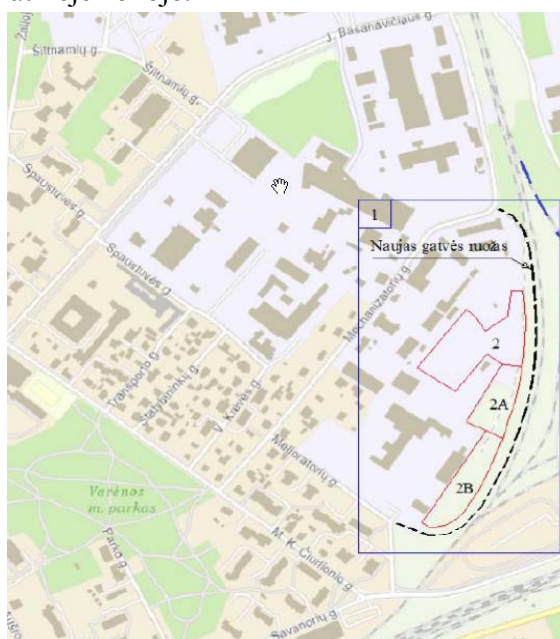 J. Basanavičiaus g.
Šiltnamių g.
Šiltnamių g.
Spaustuvės g.
Spaustuvės g.
1
Naujas gatvės ruožas
Mechanizatorių g.
2
Transporto g.
Statybininkų g.
V. Krėvės g.
2A
Melioratorių g.
2B
Varėnos
m. parkas
Parko g.
M. K. Čiurlionio g.
Savanorių g.